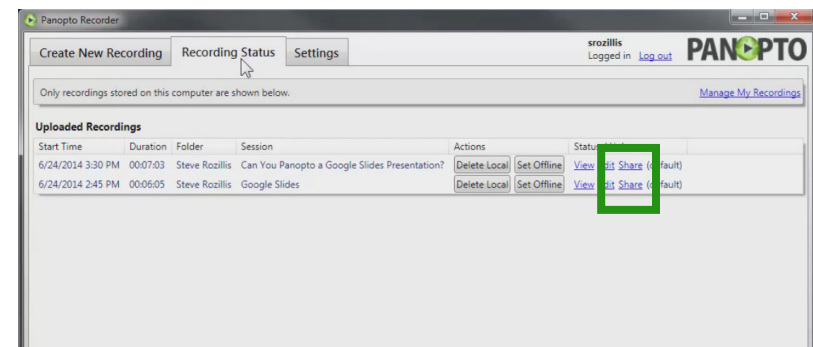 Panopto Recorder
Create New Recording Recording Status Settings srozillis Logged in Log out PANOPTO
Only recordings stored on this computer are shown below. Manage My Recordings
Uploaded Recordings
Start Time Duration Folder Session Actions
6/24/2014 3:30 PM 00:07:03 Steve Rozillis Can You Panopto a Google Slides Presentation? Delete Local Set Offline View Share
6/24/2014 2:45 PM 00:06:05 Steve Rozillis Google Slides Delete Local Set Offline View Share